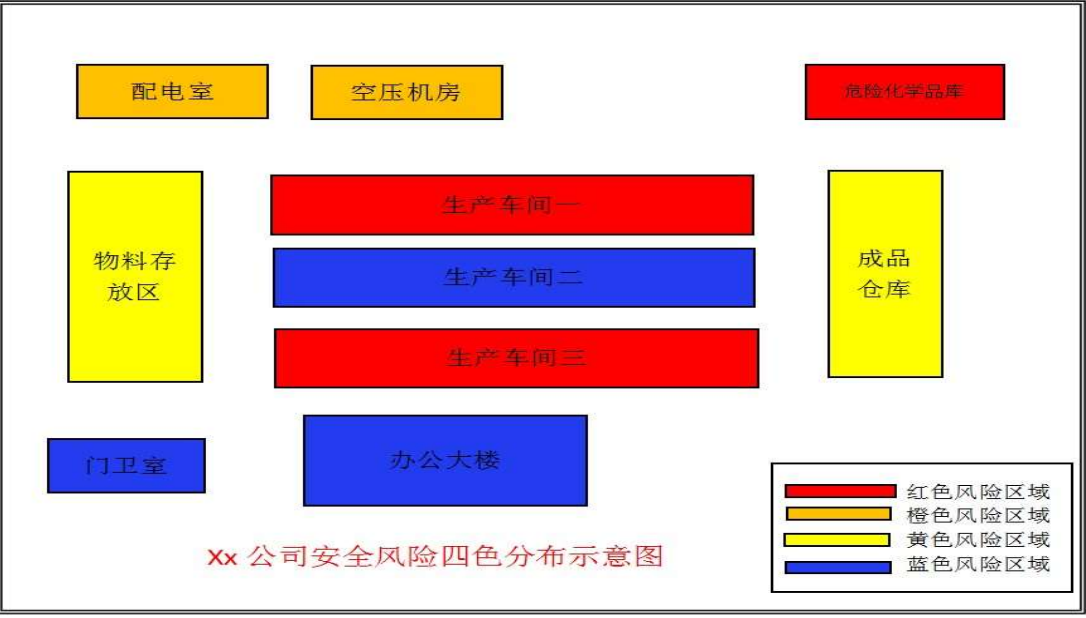 配电室
空压机房
危险化学品库
物料存
放区
生产车间一
生产车间二
生产车间三
成品
仓库
门卫室
办公大楼
红色风险区域
橙色风险区域
黄色风险区域
蓝色风险区域
Xx 公司安全风险四色分布示意图